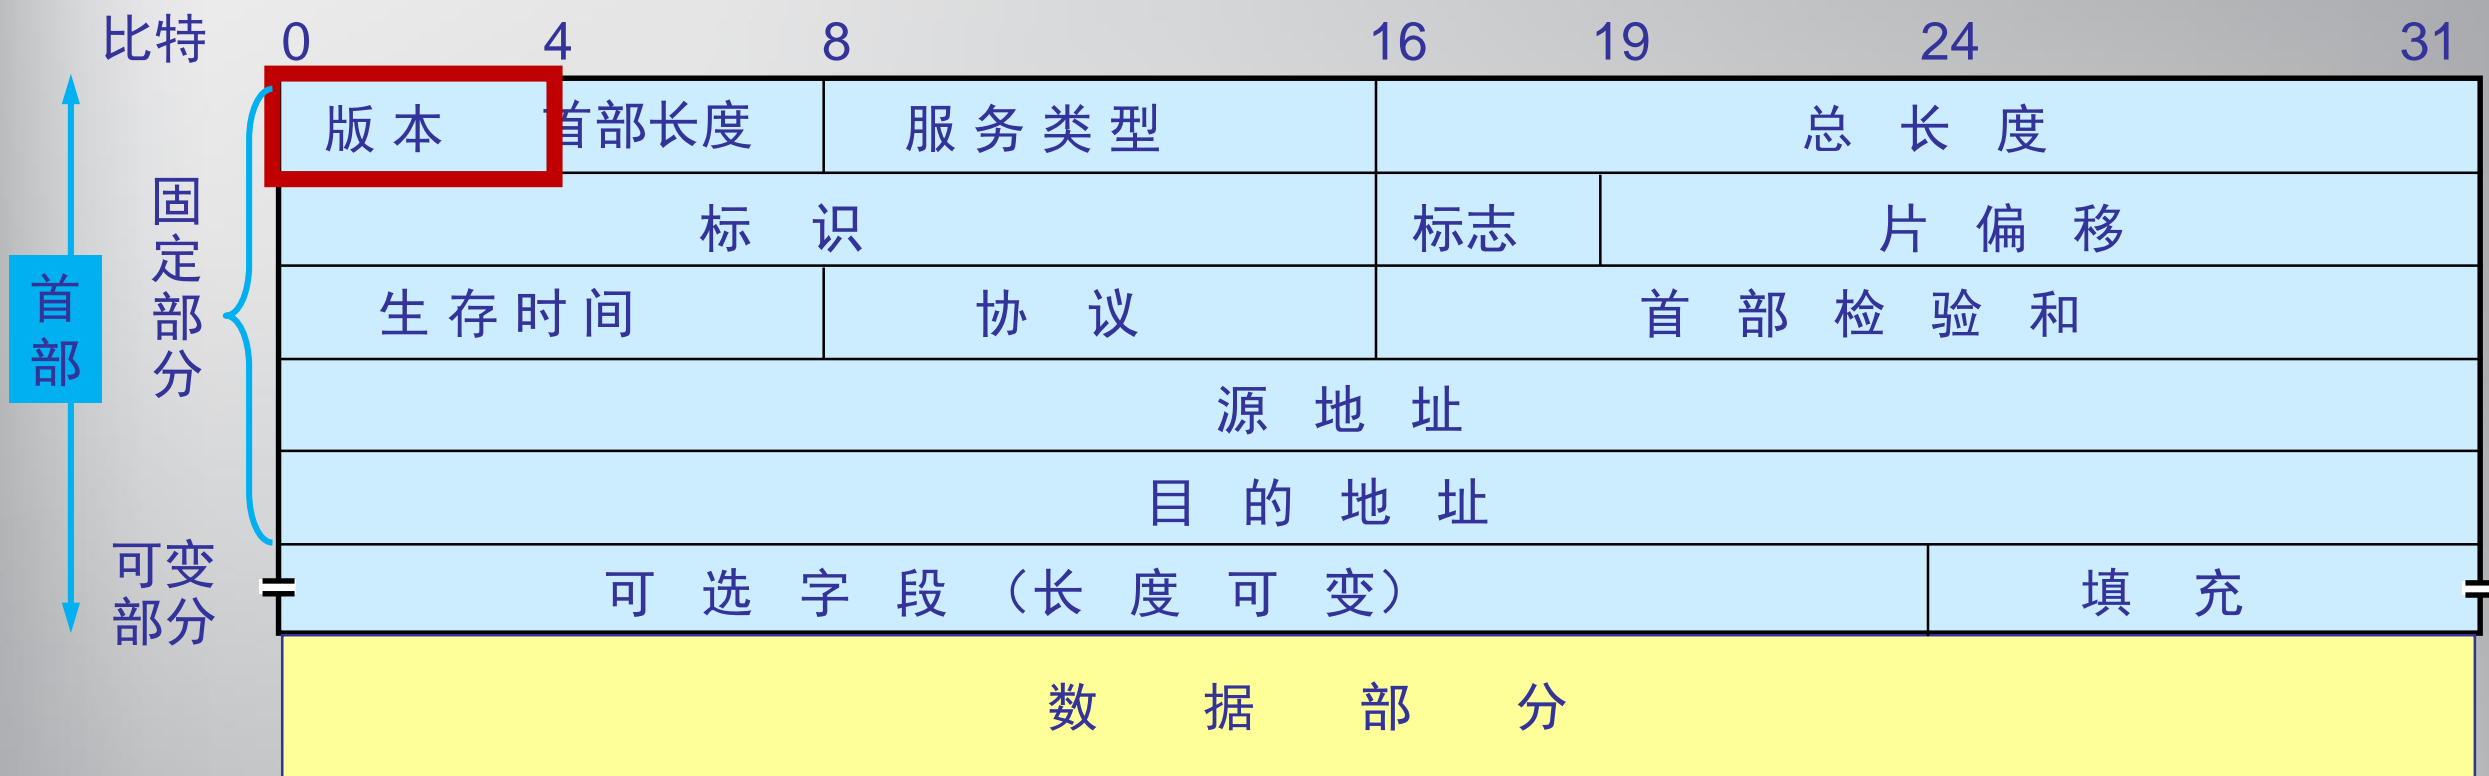 比特 0 4 8 16 19 24 31
版本 首部长度 服务类型 总长度
标识 标志 片偏移
生存时间 协议 首部检验和
源地址
目的地址
可选字段（长度可变） 填充
数据部分
首部
固定部分
可变
部分